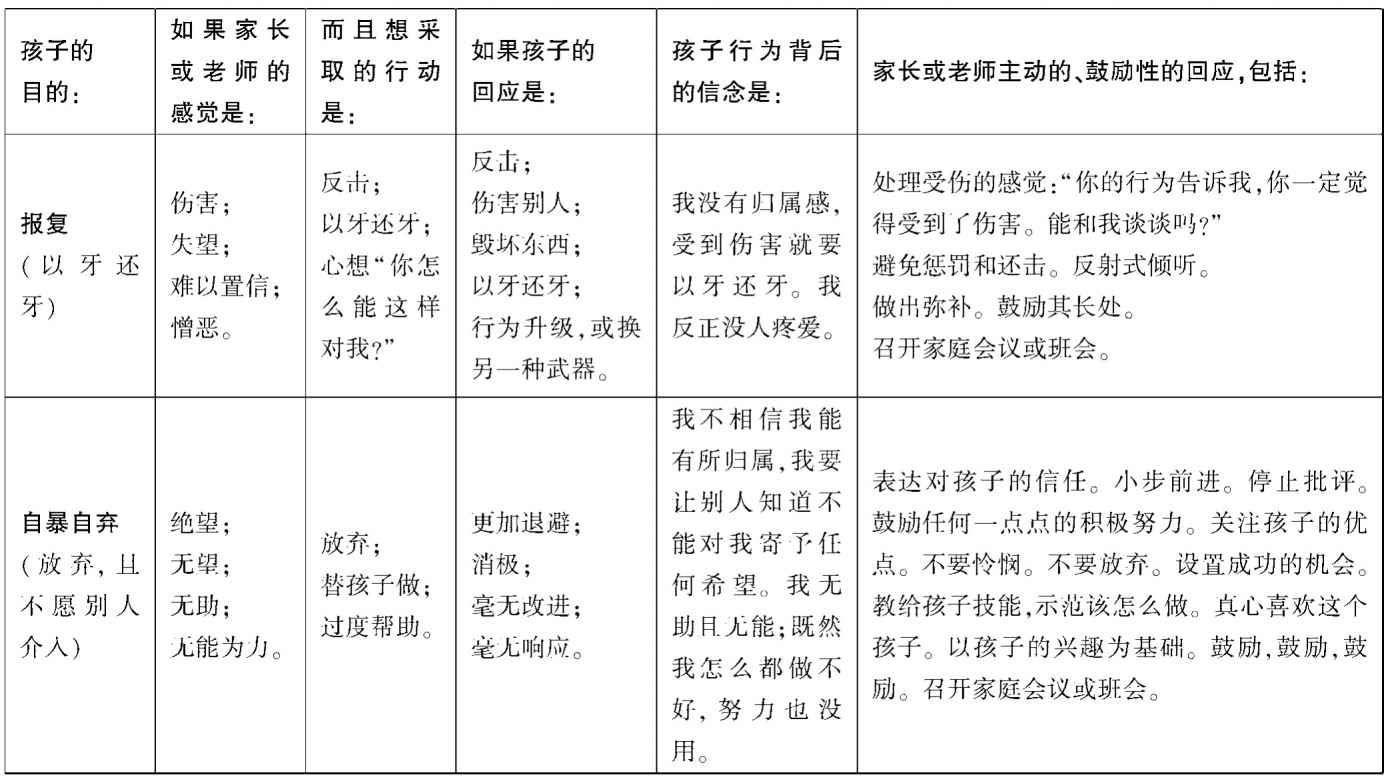 孩子的
目的：
如果家长
或老师的
感觉是：
而且想采
取的行动
是：
如果孩子的
回应是：
孩子行为背后
的信念是：
家长或老师主动的、鼓励性的回应，包括：
报复
（以牙还
牙）
伤害；
失望；
难以置信；
憎恶。
反击；
以牙还牙；
心想“你怎
么能这样
对我？”
反击；
伤害别人；
毁坏东西；
以牙还牙；
行为升级，或换
另一种武器。
我没有归属感，
受到伤害就要
以牙还牙。我
反正没人疼爱。
处理受伤的感觉：“你的行为告诉我，你一定觉
得受到了伤害。能和我谈谈吗？”
避免惩罚和还击。反射式倾听。
做出弥补。鼓励其长处。
召开家庭会议或班会。
自暴自弃
（放弃，且
不愿别人
介入）
绝望；
无望；
无助；
无能为力。
放弃；
替孩子做；
过度帮助。
更加退避；
消极；
毫无改进；
毫无响应。
我不相信我能
有所归属，我要
让别人知道不
能对我寄予任
何希望。我无
助且无能；既然
我怎么都做不
好，努力也没
用。
表达对孩子的信任。小步前进。停止批评。
鼓励任何一点点的积极努力。关注孩子的优
点。不要怜悯。不要放弃。设置成功的机会。
教给孩子技能，示范该怎么做。真心喜欢这个
孩子。以孩子的兴趣为基础。鼓励，鼓励，鼓
励。召开家庭会议或班会。